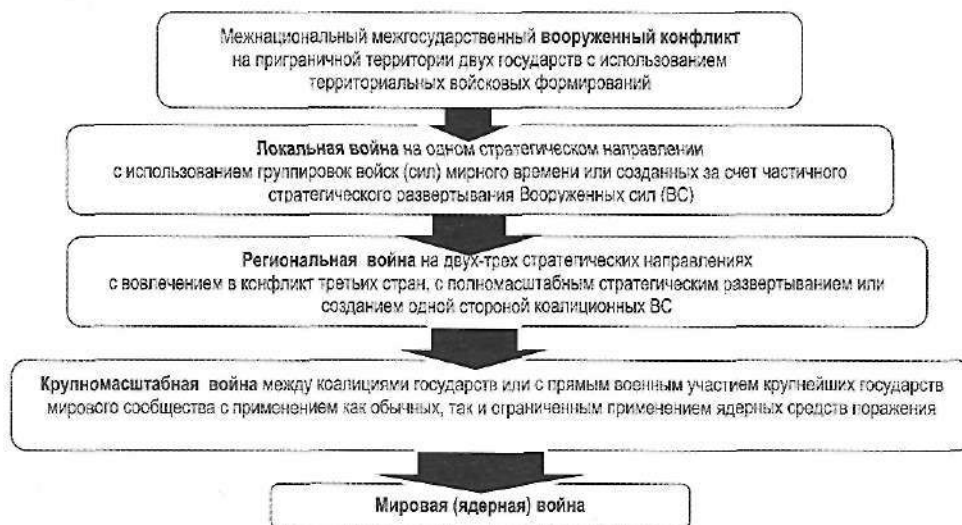 Межнациональный межгосударственный вооруженный конфликт
на приграничной территории двух государств с использованием
территориальных войсковых формирований
Локальная война на одном стратегическом направлении
с использованием группировок войск (сил) мирного времени или созданных за счет частичного
стратегического развертывания Вооруженных сил (ВС)
Региональная война на двух-трех стратегических направлениях
с вовлечением в конфликт третьих стран, с полномасштабным стратегическим развертыванием или
созданием одной стороной коалиционных ВС
Крупномасштабная война между коалициями государств или с прямым военным участием крупнейших государств
мирового сообщества с применением как обычных, так и ограниченным применением ядерных средств поражения
Мировая (ядерная) война